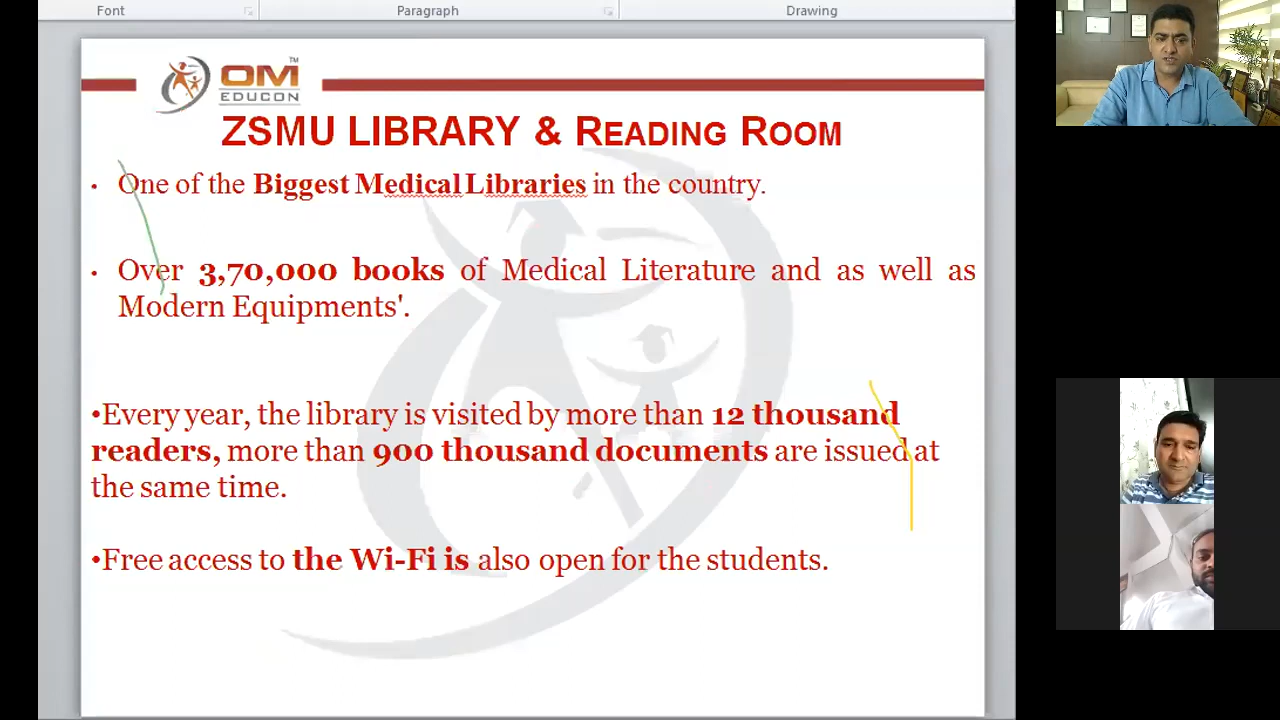 Font
Paragraph
Drawing
OM TM
EDUCON
ZSMU LIBRARY & READING ROOM
• One of the Biggest Medical Libraries in the country.
• Over 3,70,000 books of Medical Literature and as well as
Modern Equipments'.
•Every year, the library is visited by more than 12 thousand
readers, more than 900 thousand documents are issued at
the same time.
•Free access to the Wi-Fi is also open for the students.